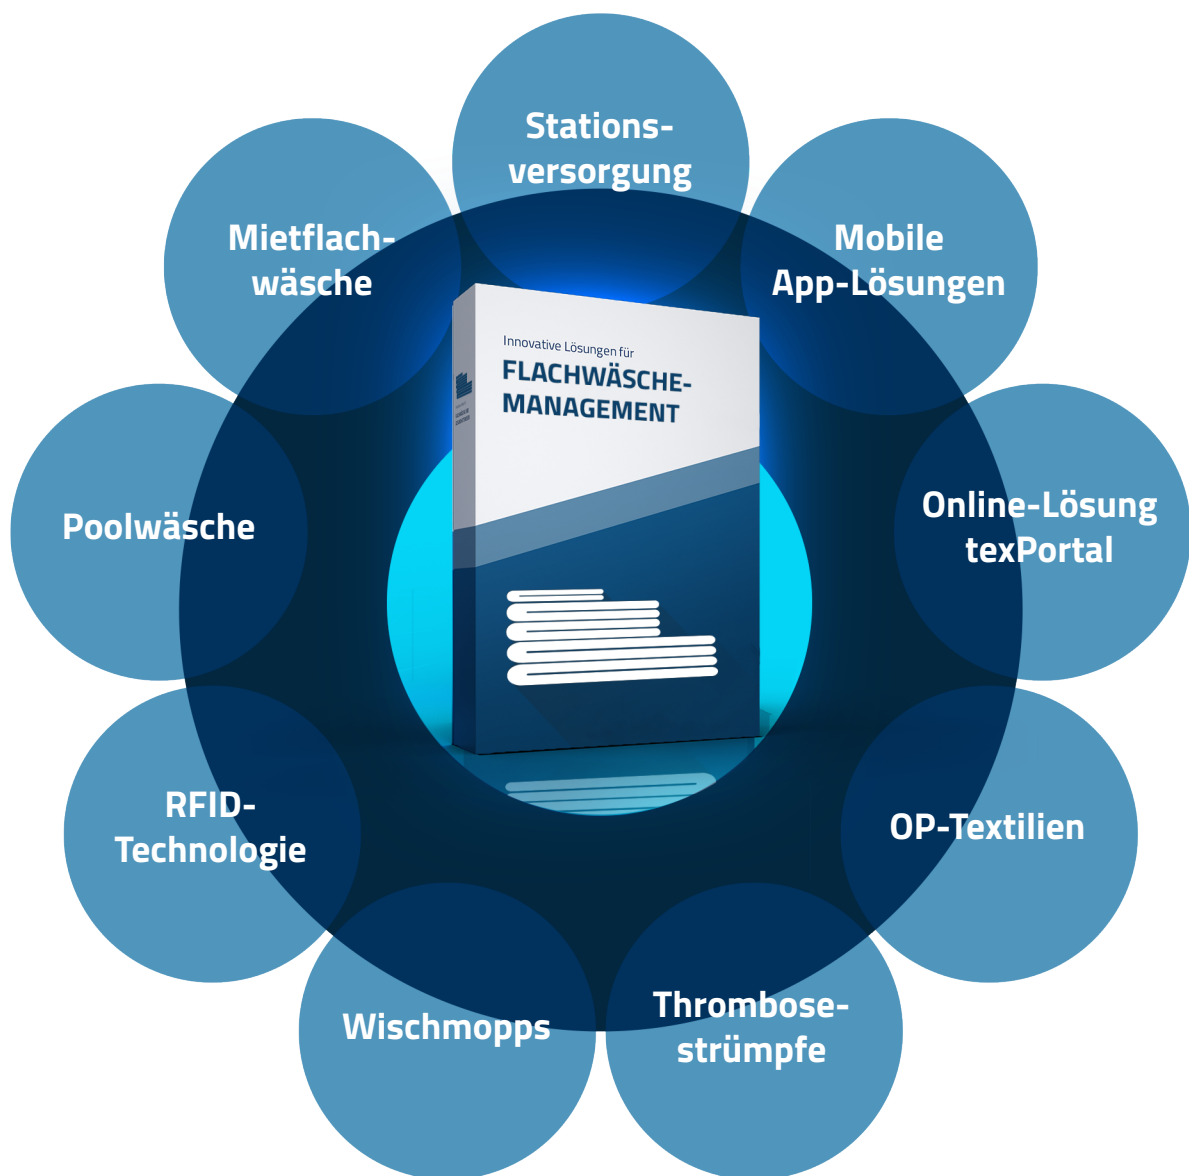 Stations-
versorgung
Mobile
App-Lösungen
Online-Lösung
texPortal
OP-Textilien
Thrombose-
strümpfe
Wischmopps
RFID-
Technologie
Poolwäsche
Mietflach-
wäsche
Innovative Lösungen für
FLACHWÄSCHE-
MANAGEMENT